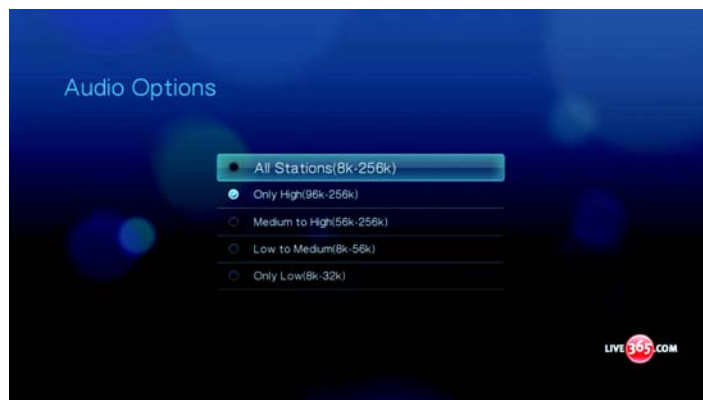 Audio Options
All Stations(8k-256k)
Only High(96k-256k)
Medium to High(56k-256k)
Low to Medium(8k-56k)
Only Low(8k-32k)
LIVE365.COM